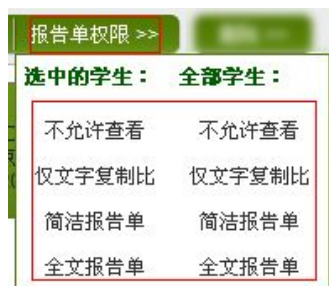 报告单权限 >>
选中的学生： 全部学生：
不允许查看 不允许查看
仅文字复制比 仅文字复制比
简洁报告单 简洁报告单
全文报告单 全文报告单